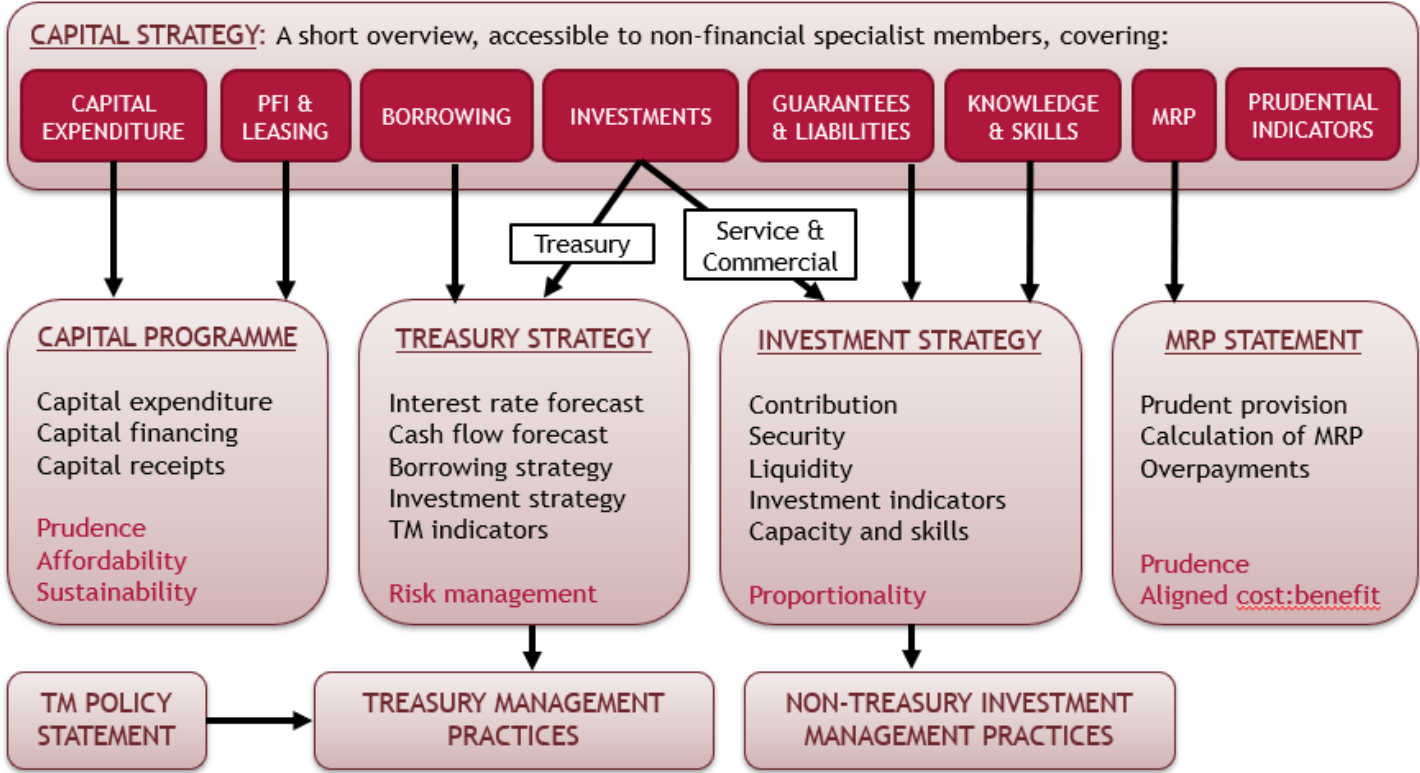 CAPITAL STRATEGY: A short overview, accessible to non-financial specialist members, covering:
CAPITAL
EXPENDITURE
PFI &
LEASING
BORROWING
INVESTMENTS
GUARANTEES
& LIABILITIES
KNOWLEDGE
& SKILLS
MRP
PRUDENTIAL
INDICATORS
Treasury
Service &
Commercial
CAPITAL PROGRAMME
Capital expenditure
Capital financing
Capital receipts
Prudence
Affordability
Sustainability
TREASURY STRATEGY
Interest rate forecast
Cash flow forecast
Borrowing strategy
Investment strategy
TM indicators
Risk management
INVESTMENT STRATEGY
Contribution
Security
Liquidity
Investment indicators
Capacity and skills
Proportionality
MRP STATEMENT
Prudent provision
Calculation of MRP
Overpayments
Prudence
Aligned cost:benefit
TM POLICY
STATEMENT
TREASURY MANAGEMENT
PRACTICES
NON-TREASURY INVESTMENT
MANAGEMENT PRACTICES